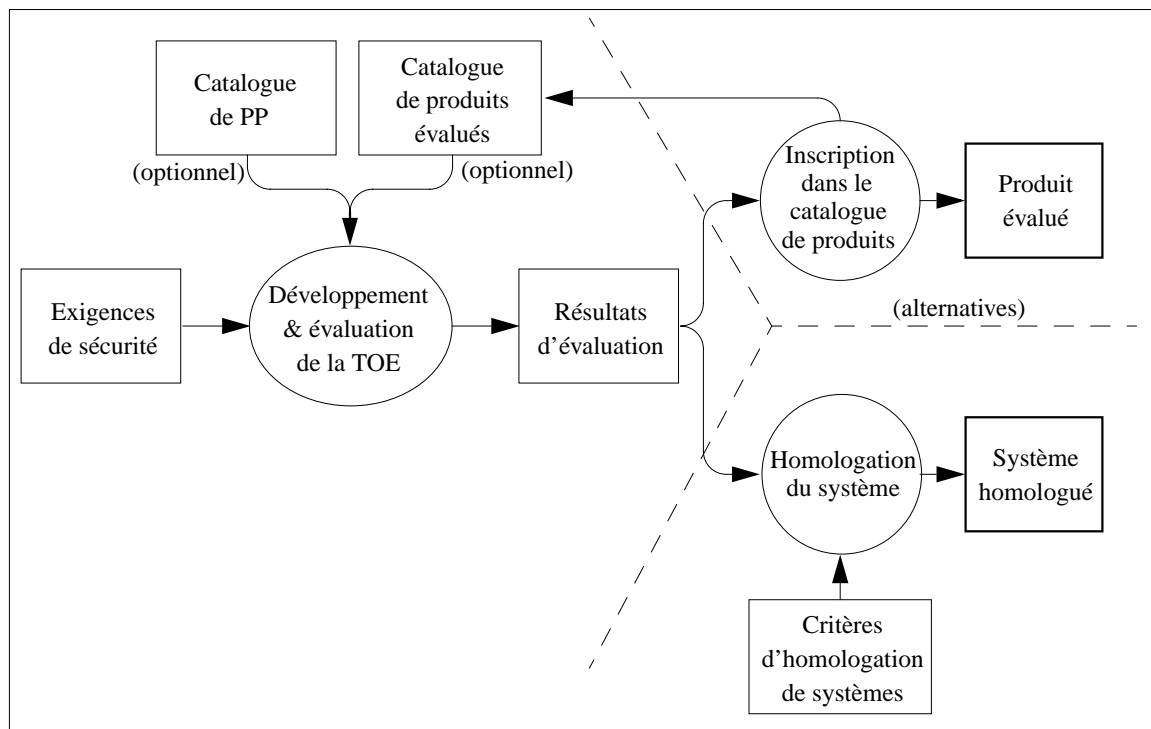 Catalogue
de PP
(optionnel)
Catalogue
de produits
évalués
(optionnel)
Inscription
dans le
catalogue
de produits
Produit
évalué
Exigences
de sécurité
Développement
& évaluation
de la TOE
Résultats
d’évaluation
(alternatives)
Homologation
du système
Système
homologué
Critères
d’homologation
de systèmes